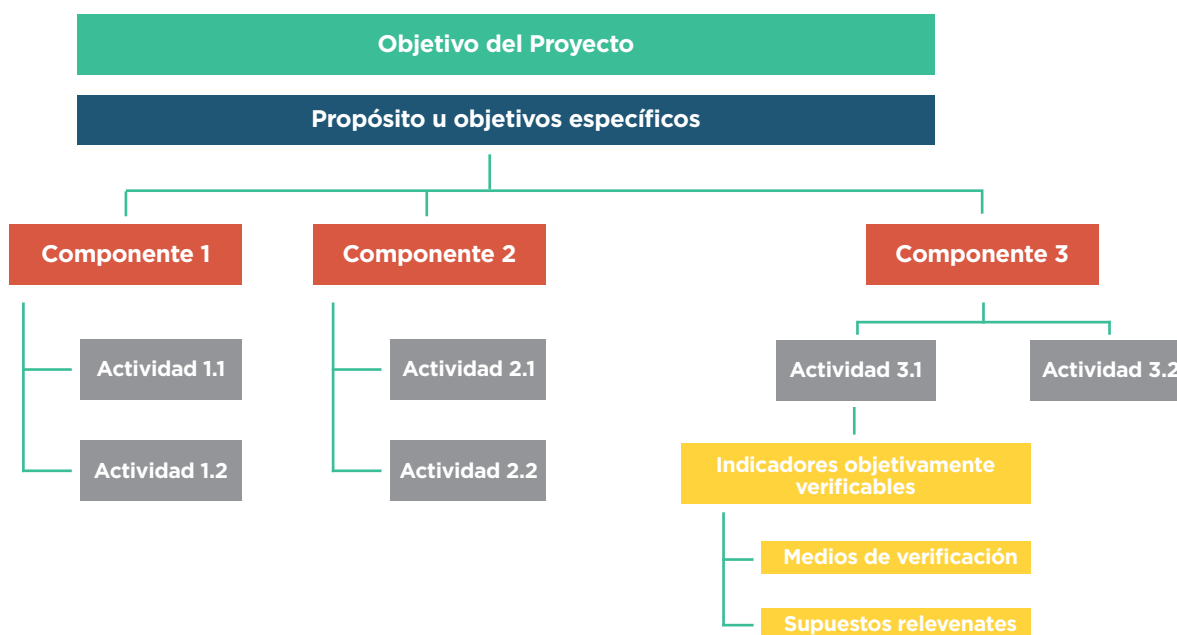 Objetivo del Proyecto
Propósito u objetivos específicos
Componente 1
Componente 2
Componente 3
Actividad 1.1
Actividad 2.1
Actividad 3.1
Actividad 3.2
Actividad 1.2
Actividad 2.2
Indicadores objetivamente
verificables
Medios de verificación
Supuestos relevenates